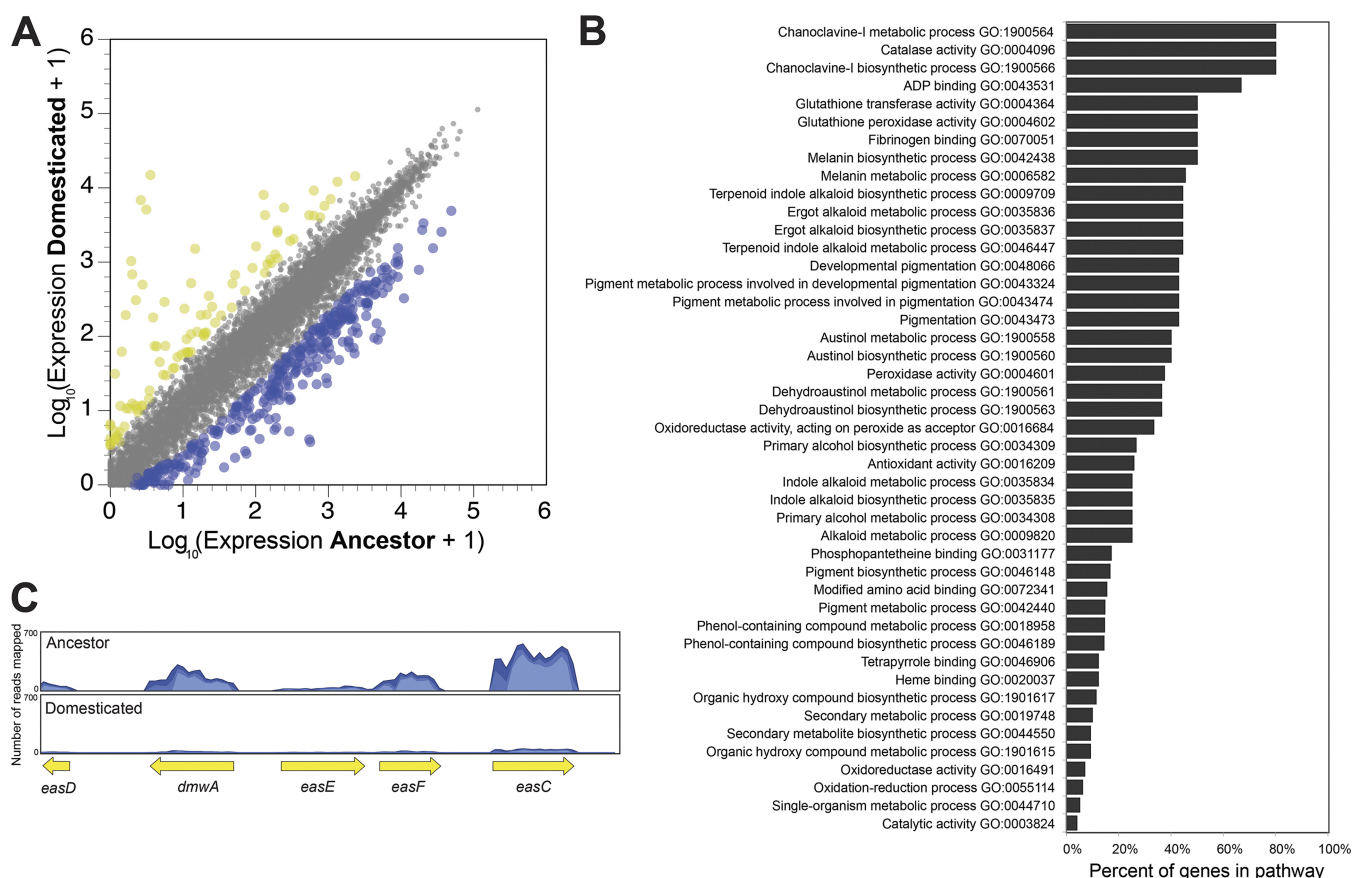 A
Log10(Expression Domesticated + 1)
6
5
4
3
2
1
0
0 1 2 3 4 5 6
Log10(Expression Ancestor + 1)
B
Chanoclavine-I metabolic process GO:1900564
Catalase activity GO:0004096
Chanoclavine-I biosynthetic process GO:1900566
ADP binding GO:0043531
Glutathione transferase activity GO:0004364
Glutathione peroxidase activity GO:0004602
Fibrinogen binding GO:0070051
Melanin biosynthetic process GO:0042438
Melanin metabolic process GO:0006582
Terpenoid indole alkaloid biosynthetic process GO:0009709
Ergot alkaloid metabolic process GO:0035836
Ergot alkaloid biosynthetic process GO:0035837
Terpenoid indole alkaloid metabolic process GO:0046447
Developmental pigmentation GO:0048066
Pigment metabolic process involved in developmental pigmentation GO:0043324
Pigment metabolic process involved in pigmentation GO:0043474
Pigmentation GO:0043473
Austinol metabolic process GO:1900558
Austinol biosynthetic process GO:1900560
Peroxidase activity GO:0004601
Dehydroaustinol metabolic process GO:1900561
Dehydroaustinol biosynthetic process GO:1900563
Oxidoreductase activity, acting on peroxide as acceptor GO:0016684
Primary alcohol biosynthetic process GO:0034309
Antioxidant activity GO:0016209
Indole alkaloid metabolic process GO:0035834
Indole alkaloid biosynthetic process GO:0035835
Primary alcohol metabolic process GO:0034308
Alkaloid metabolic process GO:0009820
Phosphopantetheine binding GO:0031177
Pigment biosynthetic process GO:0046148
Modified amino acid binding GO:0072341
Pigment metabolic process GO:0042440
Phenol-containing compound metabolic process GO:0018958
Phenol-containing compound biosynthetic process GO:0046189
Tetrapyrrole binding GO:0046906
Heme binding GO:0020037
Organic hydroxy compound biosynthetic process GO:1901617
Secondary metabolic process GO:0019748
Secondary metabolite biosynthetic process GO:0044550
Organic hydroxy compound metabolic process GO:1901615
Oxidoreductase activity GO:0016491
Oxidation-reduction process GO:0055114
Single-organism metabolic process GO:0044710
Catalytic activity GO:0003824
0% 20% 40% 60% 80% 100%
Percent of genes in pathway
C
Number of reads mapped
700
Ancestor
0
700
Domesticated
0
easD dmwA easE easF easC